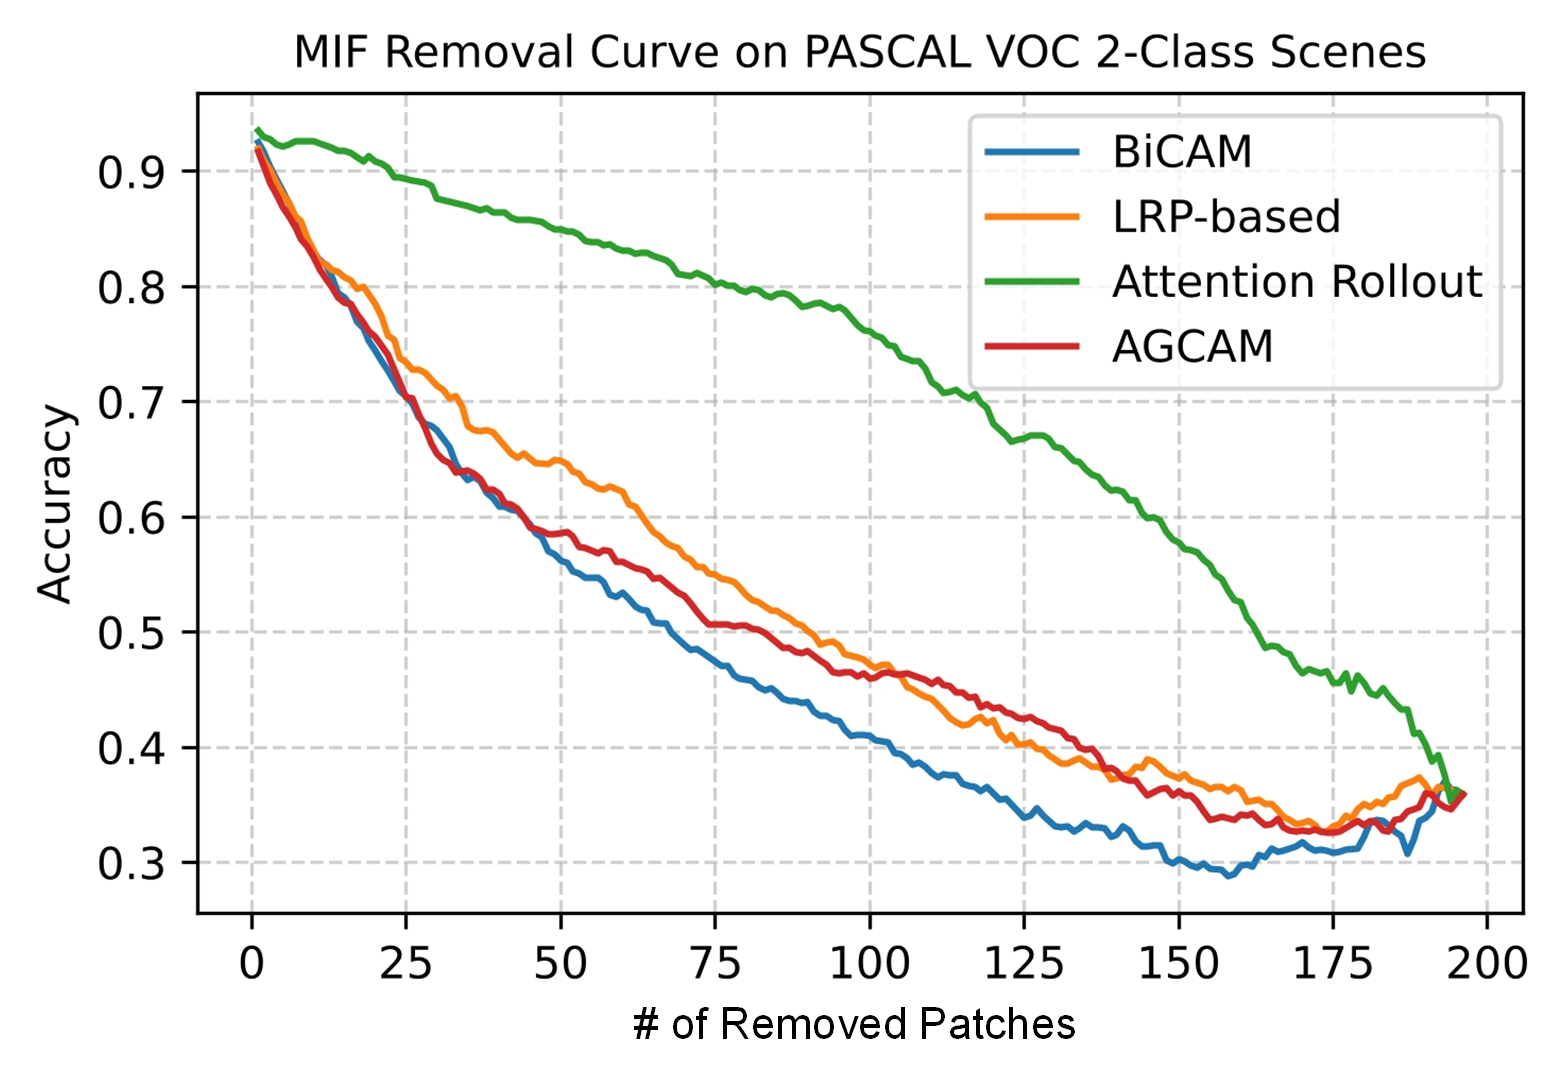 MIF Removal Curve on PASCAL VOC 2-Class Scenes
BiCAM
LRP-based
Attention Rollout
AGCAM
Accuracy
0.9
0.8
0.7
0.6
0.5
0.4
0.3
0 25 50 75 100 125 150 175 200
# of Removed Patches